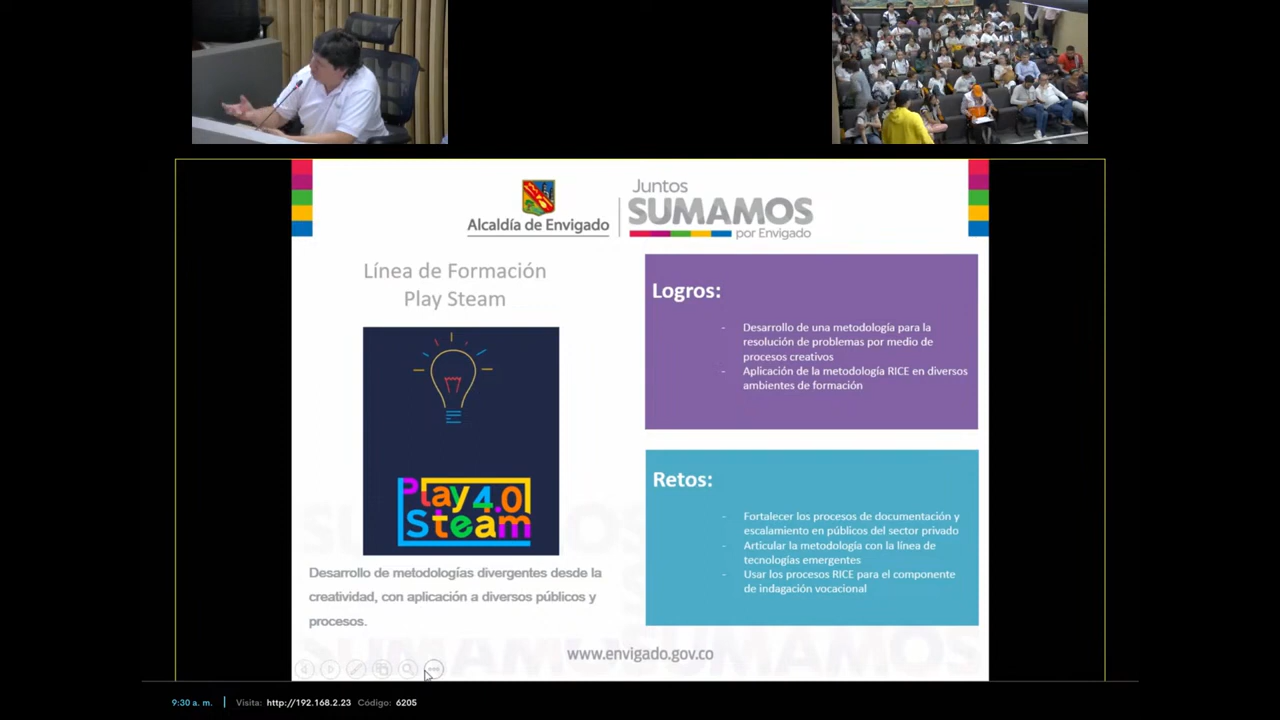 Alcaldía de Envigado
Juntos
SUMAMOS
por Envigado
Línea de Formación
Play Steam
Play 4.0
Steam
Desarrollo de metodologías divergentes desde la
creatividad, con aplicación a diversos públicos y
procesos.
Logros:
- Desarrollo de una metodología para la
resolución de problemas por medio de
procesos creativos
- Aplicación de la metodología RICE en diversos
ambientes de formación
Retos:
- Fortalecer los procesos de documentación y
escalamiento en públicos del sector privado
- Articular la metodología con la línea de
tecnologías emergentes
- Usar los procesos RICE para el componente
de indagación vocacional
SUMAMOS
www.envigado.gov.co
9:30 a. m. | Visita: http://192.168.2.23 Código: 6205